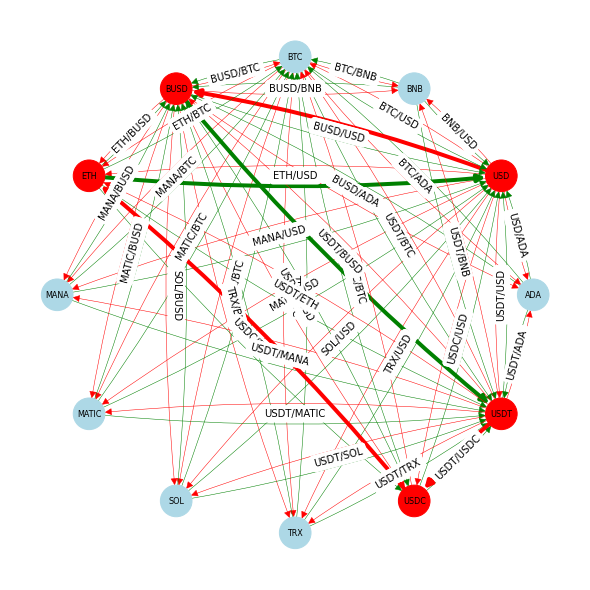 BTC
BUSD/BTC
BTC/BNB
BUSD
BUSD/BNB
BNB
ETH/BTC
BTC/USD
ETH/BUSD
BUSD/USD
BNB/USD
ETH
ETH/USD
USD
MANA/BTC
BTC/ADA
MANA/BUSD
BUSD/ADA
MANA/USD
USDT/BTC
USD/ADA
MATIC/BTC
MATIC/BUSD
USDT/BUSD
USDT/BNB
MANA
SOL/BUSD
USDT/ETH
USDT/USD
ADA
SOL/USD
USDC/USD
TRX/USD
USDT/MANA
USDT/ADA
MATIC
USDT/MATIC
USDT
USDT/SOL
USDT/USDC
USDT/TRX
SOL
USDC
TRX